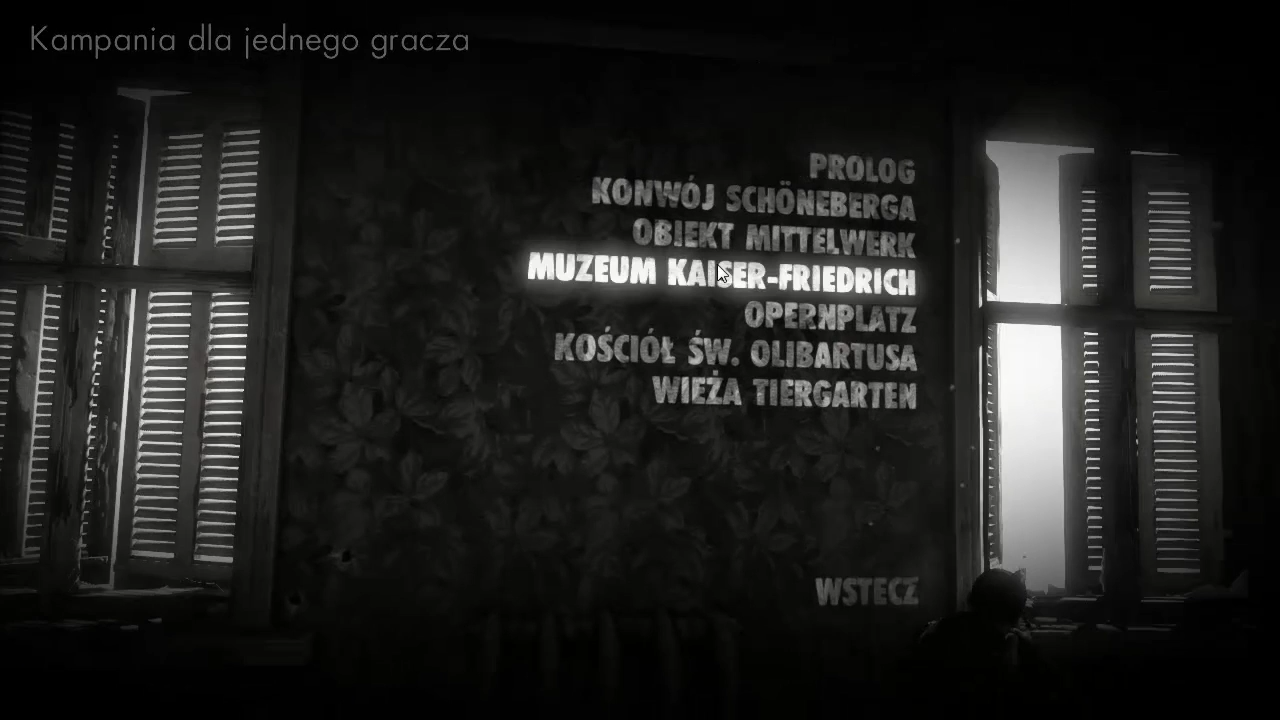 Kampania dla jednego gracza
PROLOG
KONWÓJ SCHÖNEBERGA
OBIEKT MITTELWERK
MUZEUM KAISER-FRIEDRICH
OPERNPLATZ
KOŚCIÓŁ ŚW. OLIBARTUSA
WIEŻA TIERGARTEN
WSTECZ